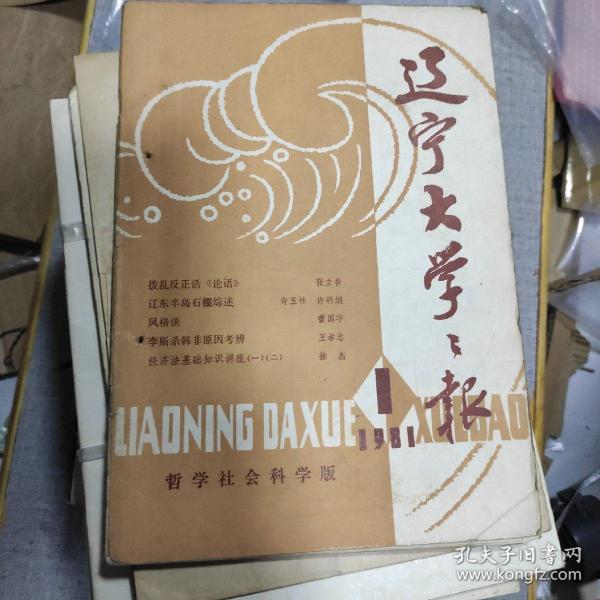 辽宁大学々报
拨乱反正话《论语》 张立香
辽东半岛石棚综述 许玉林 许明纲
风格谈 曹国学
李斯杀韩非原因考辨 王举忠
经济法基础知识讲座(一)(二) 徐杰
1
1981
LIAONING DAXUE XUEBAO
哲学社会科学版
孔夫子旧书网
www.kongfz.com